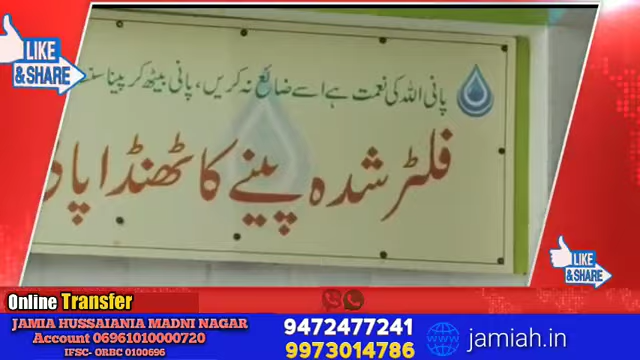 LIKE
& SHARE
پانی اللہ کی نعمت ہے اسے ضائع نہ کریں، پانی بیٹھ کر پینا
فلٹر شدہ پینے کا ٹھنڈا
LIKE
& SHARE
Online Transfer
JAMIA HUSSAIANIA MADNI NAGAR
Account 06961010000720
IFSC- ORBC 0100696
9472477241
9973014786
jamiah.in